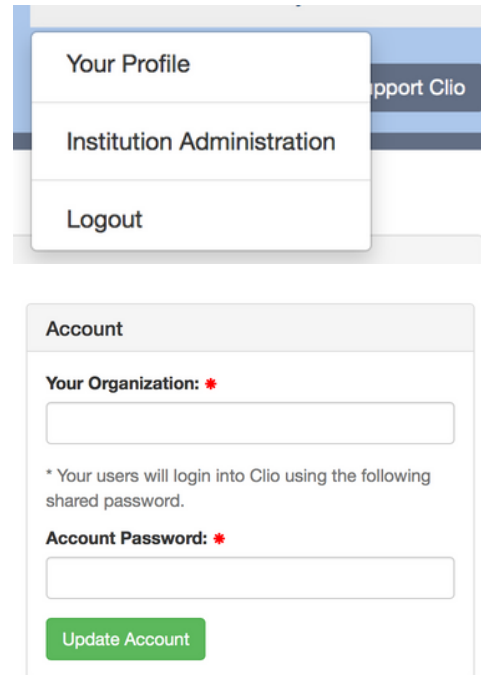 Your Profile
pport Clio
Institution Administration
Logout
Account
Your Organization: *
* Your users will login into Clio using the following
shared password.
Account Password: *
Update Account